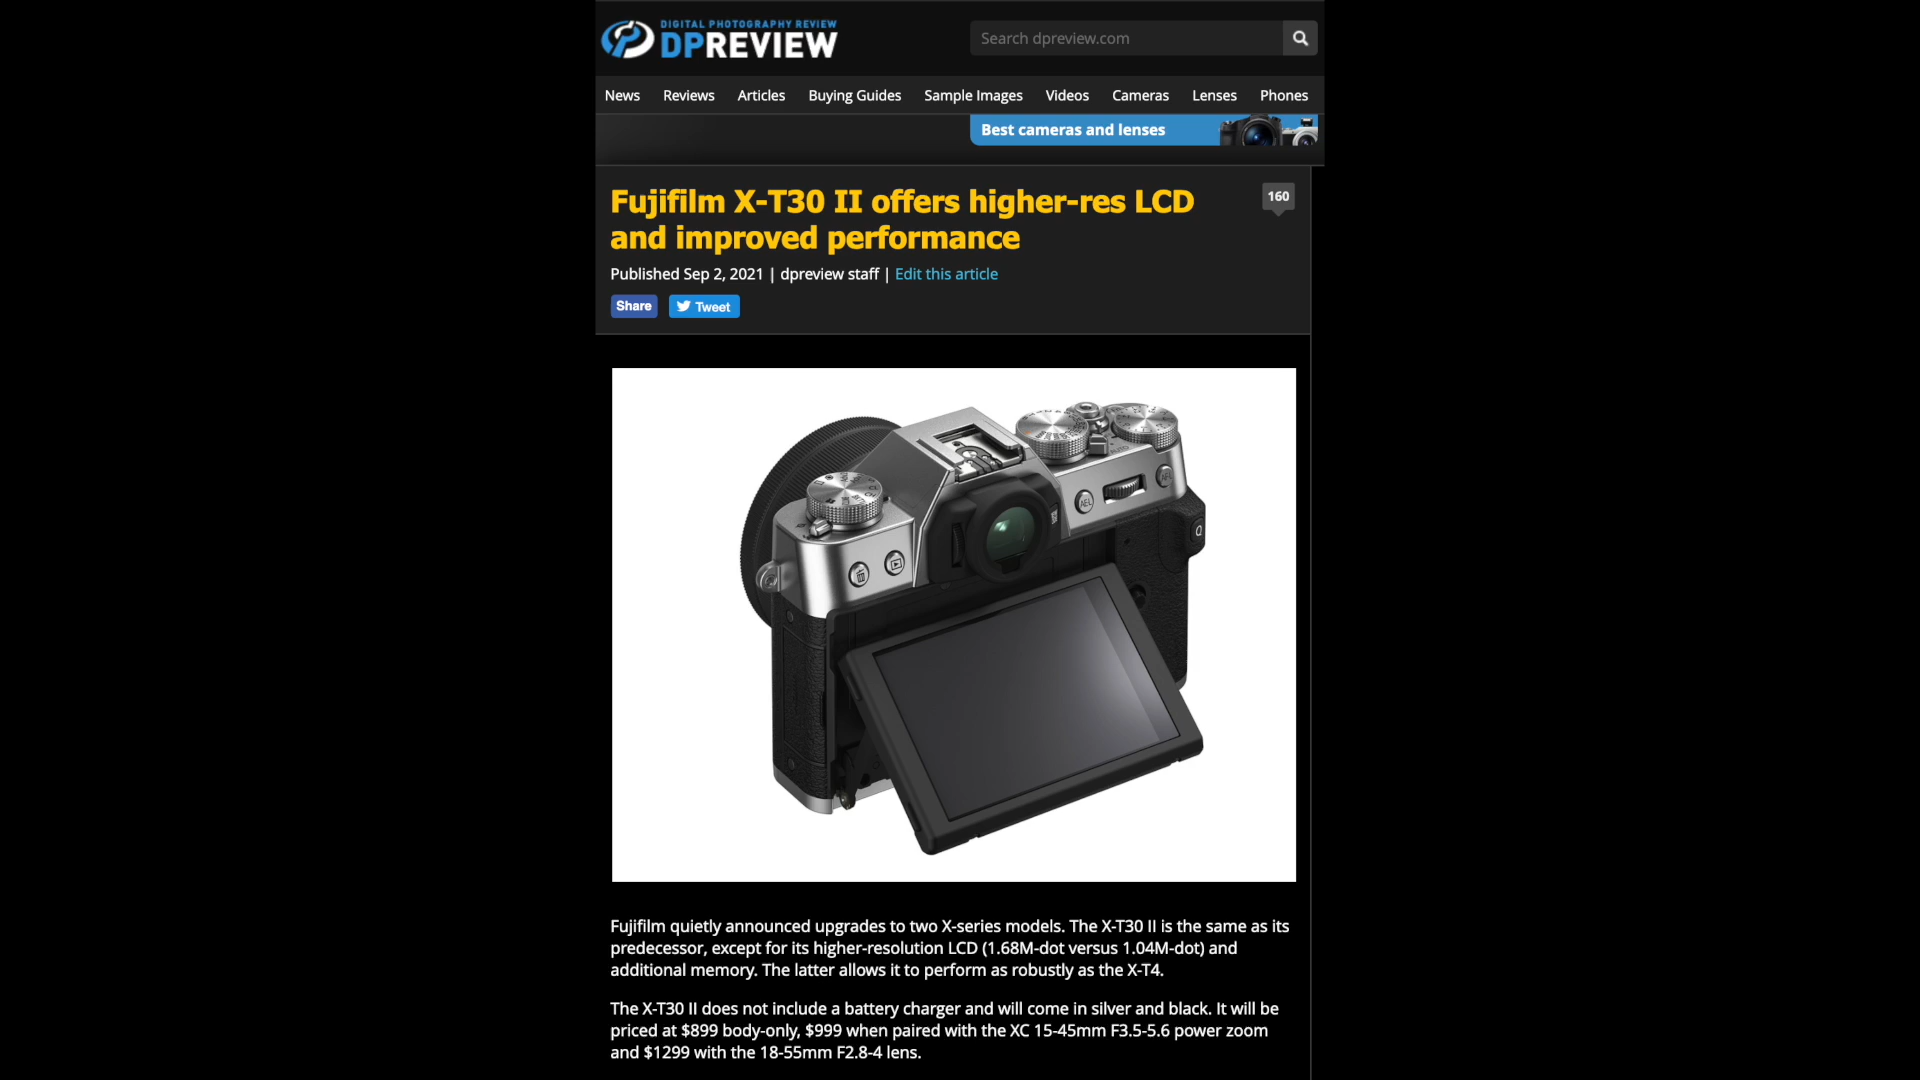 DIGITAL PHOTOGRAPHY REVIEW
DPREVIEW
Search dpreview.com
News Reviews Articles Buying Guides Sample Images Videos Cameras Lenses Phones
Best cameras and lenses
Fujifilm X-T30 II offers higher-res LCD
and improved performance
160
Published Sep 2, 2021 | dpreview staff | Edit this article
Share Tweet
AEL
AFL
Q
Fujifilm quietly announced upgrades to two X-series models. The X-T30 II is the same as its
predecessor, except for its higher-resolution LCD (1.68M-dot versus 1.04M-dot) and
additional memory. The latter allows it to perform as robustly as the X-T4.
The X-T30 II does not include a battery charger and will come in silver and black. It will be
priced at $899 body-only, $999 when paired with the XC 15-45mm F3.5-5.6 power zoom
and $1299 with the 18-55mm F2.8-4 lens.